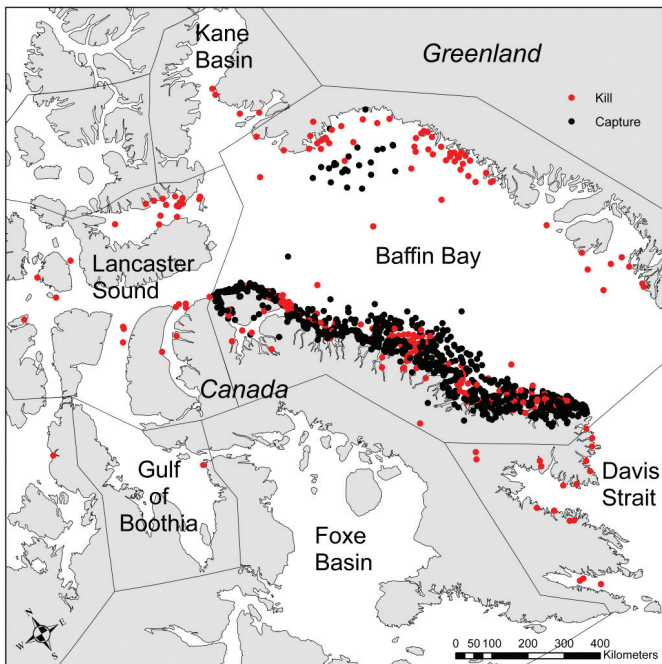 Kane
Basin
Greenland
Kill
Capture
Baffin Bay
Lancaster
Sound
Canada
Gulf
of
Boothia
Foxe
Basin
Davis
Strait
N
E
W
S
0 50 100 200 300 400
Kilometers